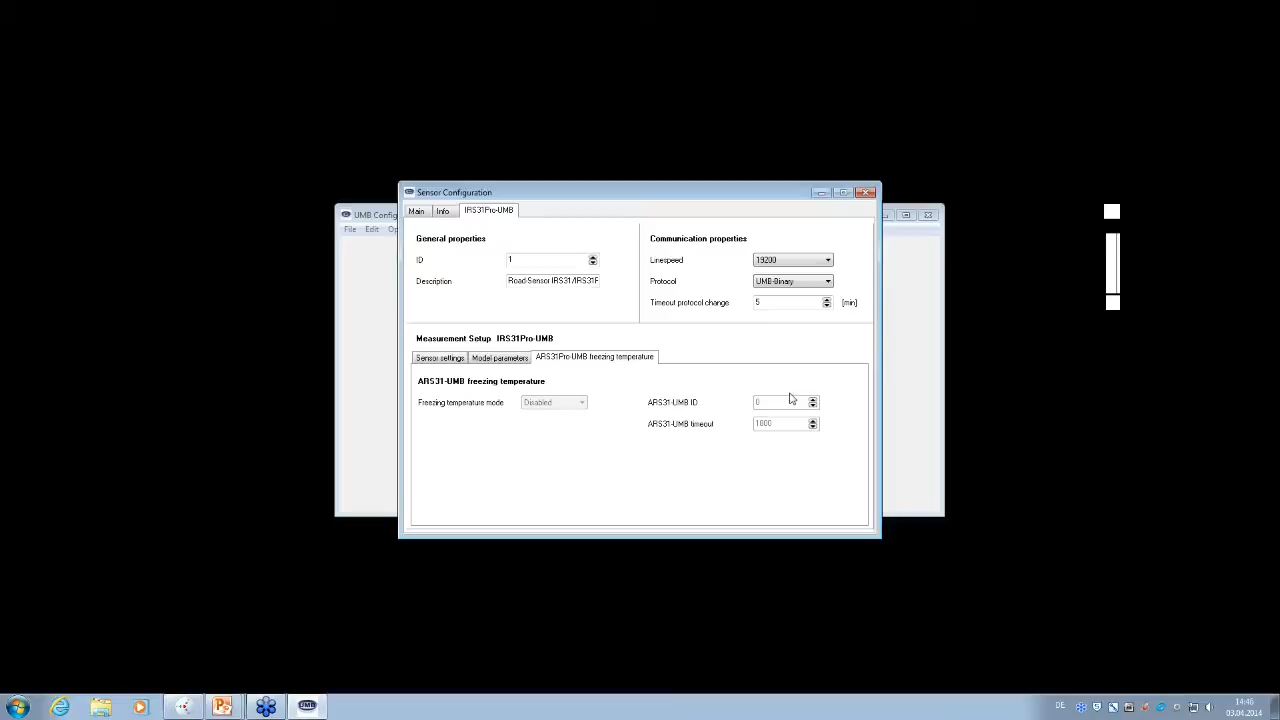 Sensor Configuration
UMB Config
File Edit Op
Main Info IRS31Pro-UMB
General properties
ID 1
Description Road-Sensor IRS31/IRS31F
Communication properties
Linespeed 19200
Protocol UMB-Binary
Timeout protocol change 5 [min]
Measurement Setup IRS31Pro-UMB
Sensor settings Model parameters ARS31Pro-UMB freezing temperature
ARS31-UMB freezing temperature
Freezing temperature mode Disabled
ARS31-UMB ID 0
ARS31-UMB timeout 1800
UMB
DE
14:46
03.04.2014